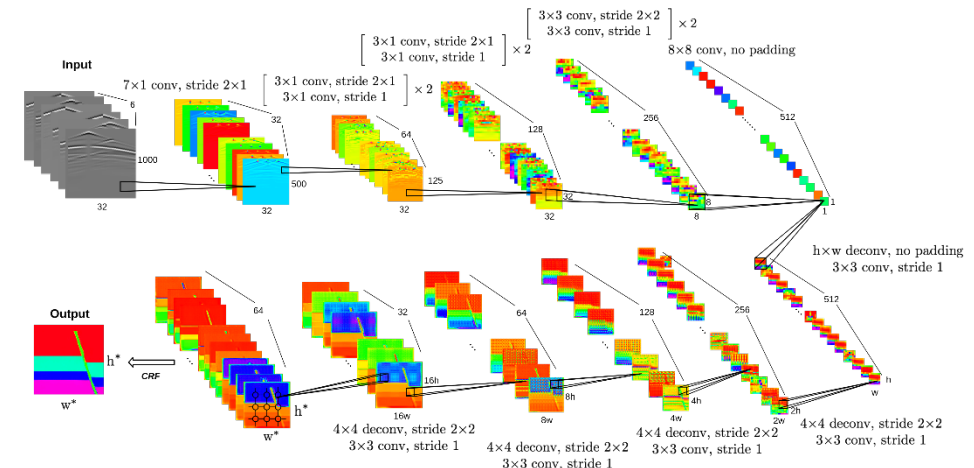 Input
6
1000
32
7×1 conv, stride 2×1
32
500
32
[ 3×1 conv, stride 2×1
3×1 conv, stride 1 ] × 2
64
125
32
[ 3×1 conv, stride 2×1
3×1 conv, stride 1 ] × 2
128
32
32
[ 3×3 conv, stride 2×2
3×3 conv, stride 1 ] × 2
256
8
8
8×8 conv, no padding
512
1
1
h×w deconv, no padding
3×3 conv, stride 1
512
h
w
4×4 deconv, stride 2×2
3×3 conv, stride 1
256
2h
2w
4×4 deconv, stride 2×2
3×3 conv, stride 1
128
4h
4w
4×4 deconv, stride 2×2
3×3 conv, stride 1
64
8h
8w
4×4 deconv, stride 2×2
3×3 conv, stride 1
32
16h
16w
64
h*
w*
CRF
Output
h*
w*